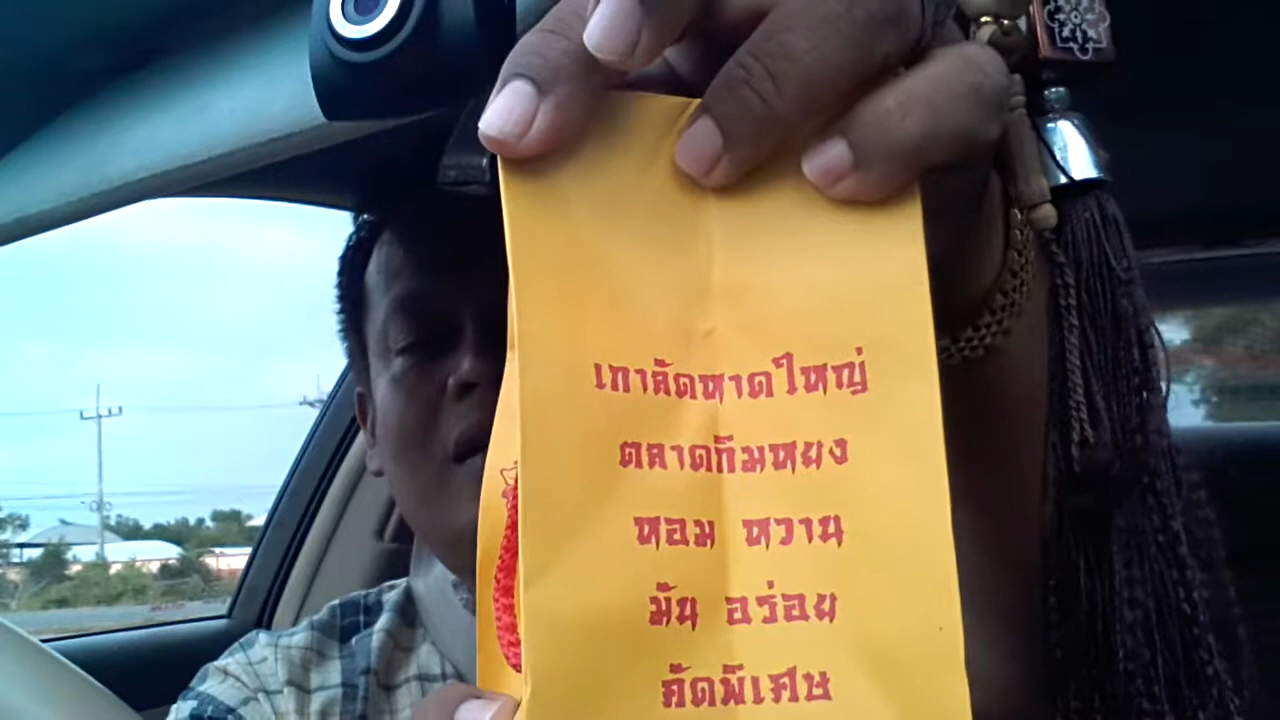 เกาลัดหาดใหญ่
ตลาดกิมหยง
หอม หวาน
มัน อร่อย
คัดพิเศษ